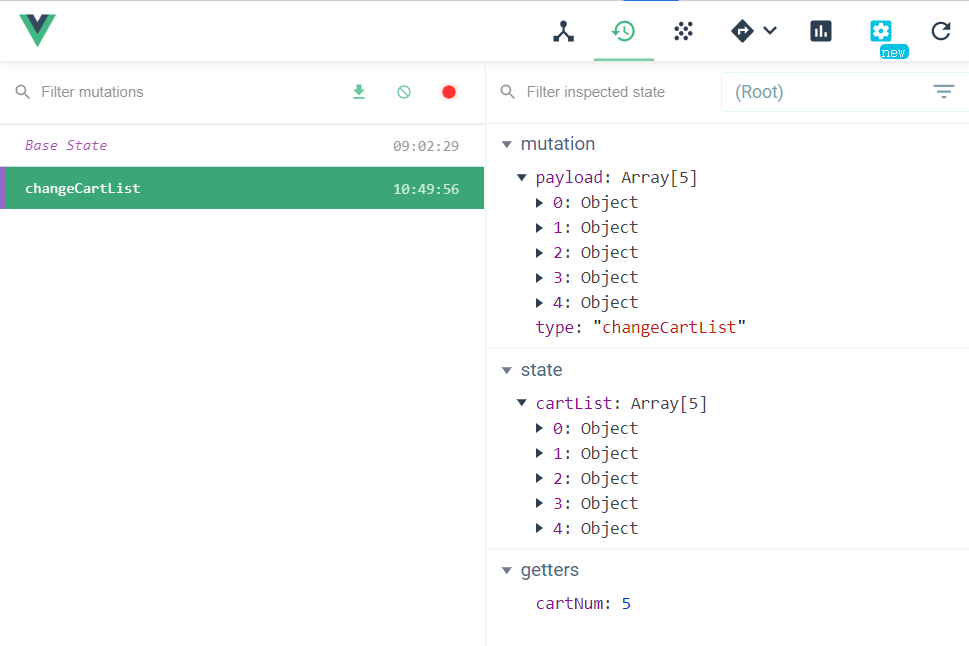 new
Filter mutations
Filter inspected state
(Root)
Base State 09:02:29
changeCartList 10:49:56
mutation
payload: Array[5]
0: Object
1: Object
2: Object
3: Object
4: Object
type: "changeCartList"
state
cartList: Array[5]
0: Object
1: Object
2: Object
3: Object
4: Object
getters
cartNum: 5